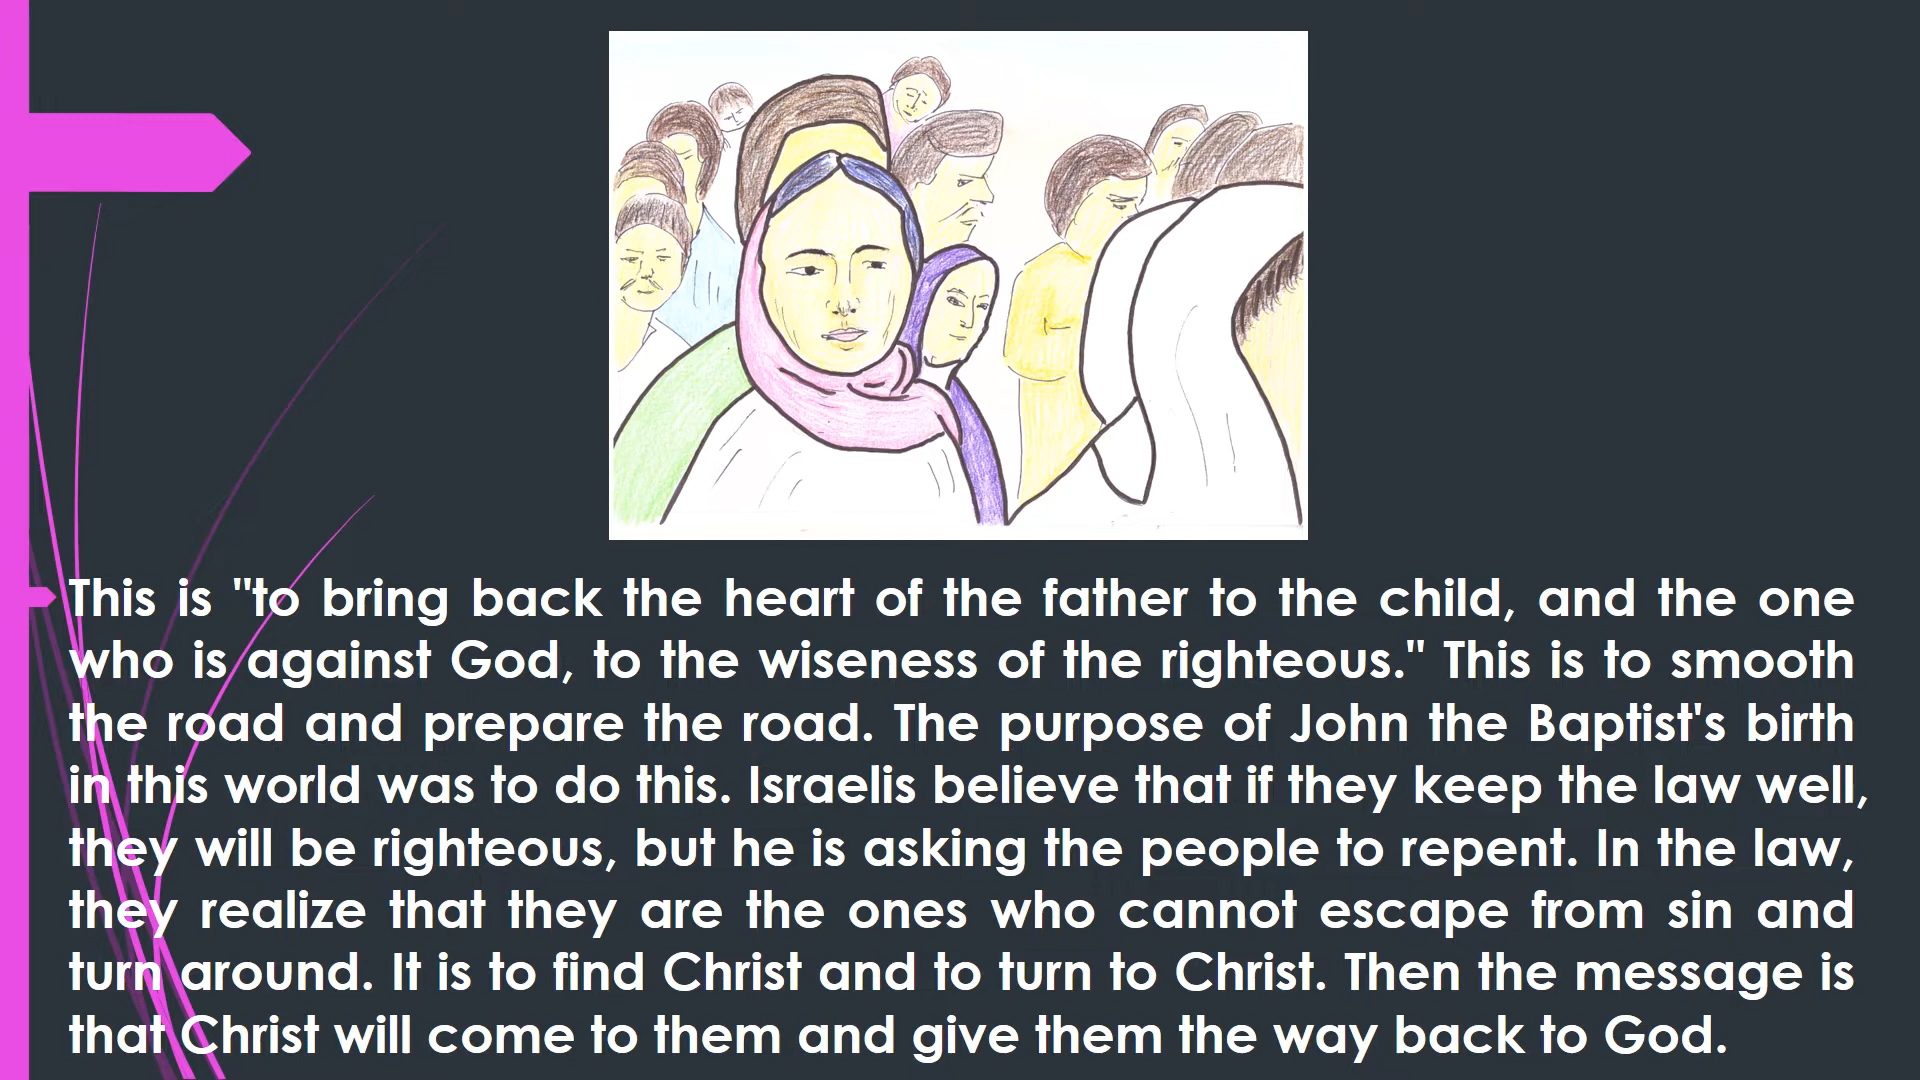 This is "to bring back the heart of the father to the child, and the one
who is against God, to the wiseness of the righteous." This is to smooth
the road and prepare the road. The purpose of John the Baptist's birth
in this world was to do this. Israelis believe that if they keep the law well,
they will be righteous, but he is asking the people to repent. In the law,
they realize that they are the ones who cannot escape from sin and
turn around. It is to find Christ and to turn to Christ. Then the message is
that Christ will come to them and give them the way back to God.